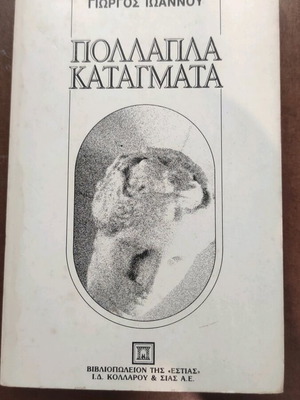 ΓΙΩΡΓΟΣ ΙΩΑΝΝΟΥ
ΠΟΛΛΑΠΛΑ
ΚΑΤΑΓΜΑΤΑ
ΒΙΒΛΙΟΠΩΛΕΙΟΝ ΤΗΣ «ΕΣΤΙΑΣ»
Ι.Δ. ΚΟΛΛΑΡΟΥ & ΣΙΑΣ Α.Ε.